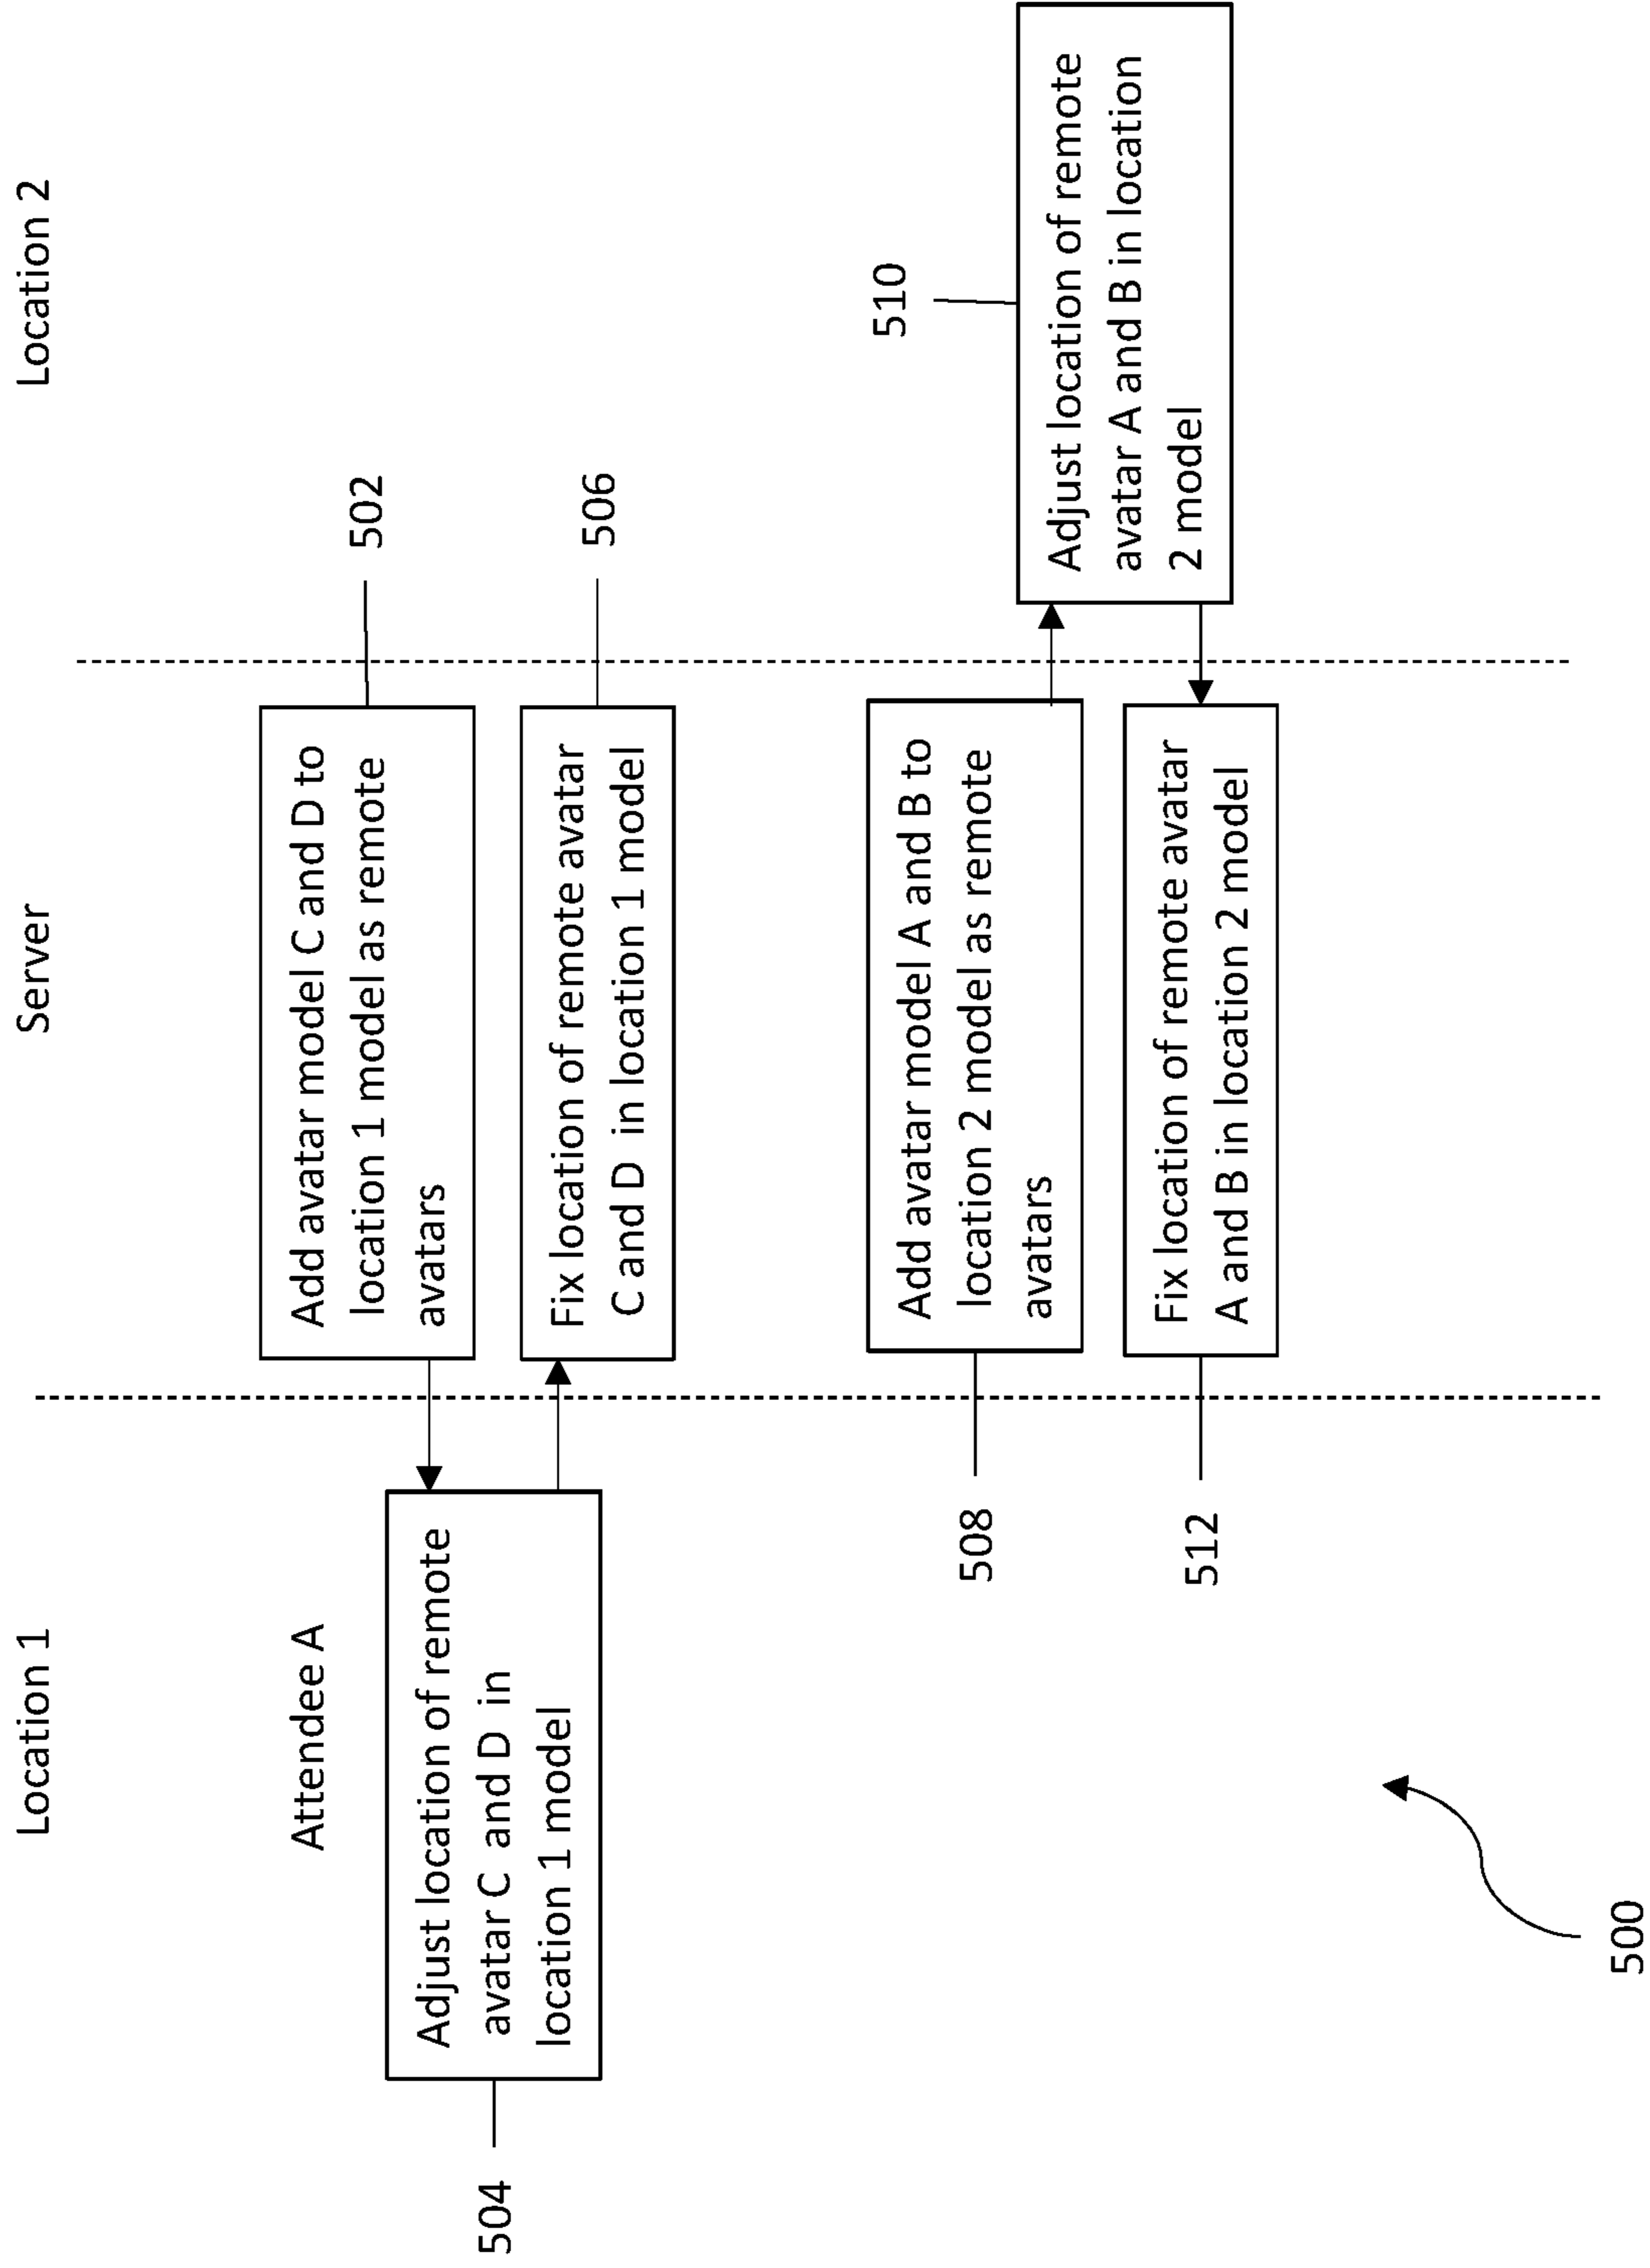 Location 1
Server
Location 2
Attendee A
Add avatar model C and D to
location 1 model as remote
avatars
502
504
Adjust location of remote
avatar C and D in
location 1 model
Fix location of remote avatar
C and D in location 1 model
506
508
Add avatar model A and B to
location 2 model as remote
avatars
510
Adjust location of remote
avatar A and B in location
2 model
512
Fix location of remote avatar
A and B in location 2 model
500